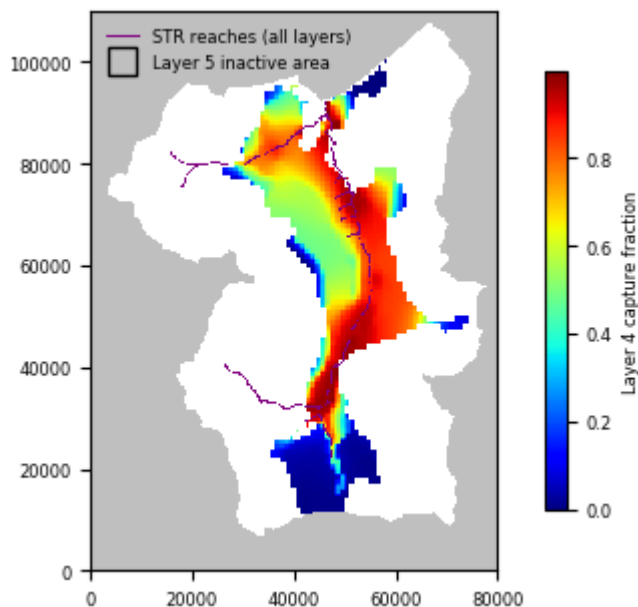 STR reaches (all layers)
Layer 5 inactive area
100000
80000
60000
40000
20000
0
0 20000 40000 60000 80000
0.8
0.6
0.4
0.2
0.0
Layer 4 capture fraction